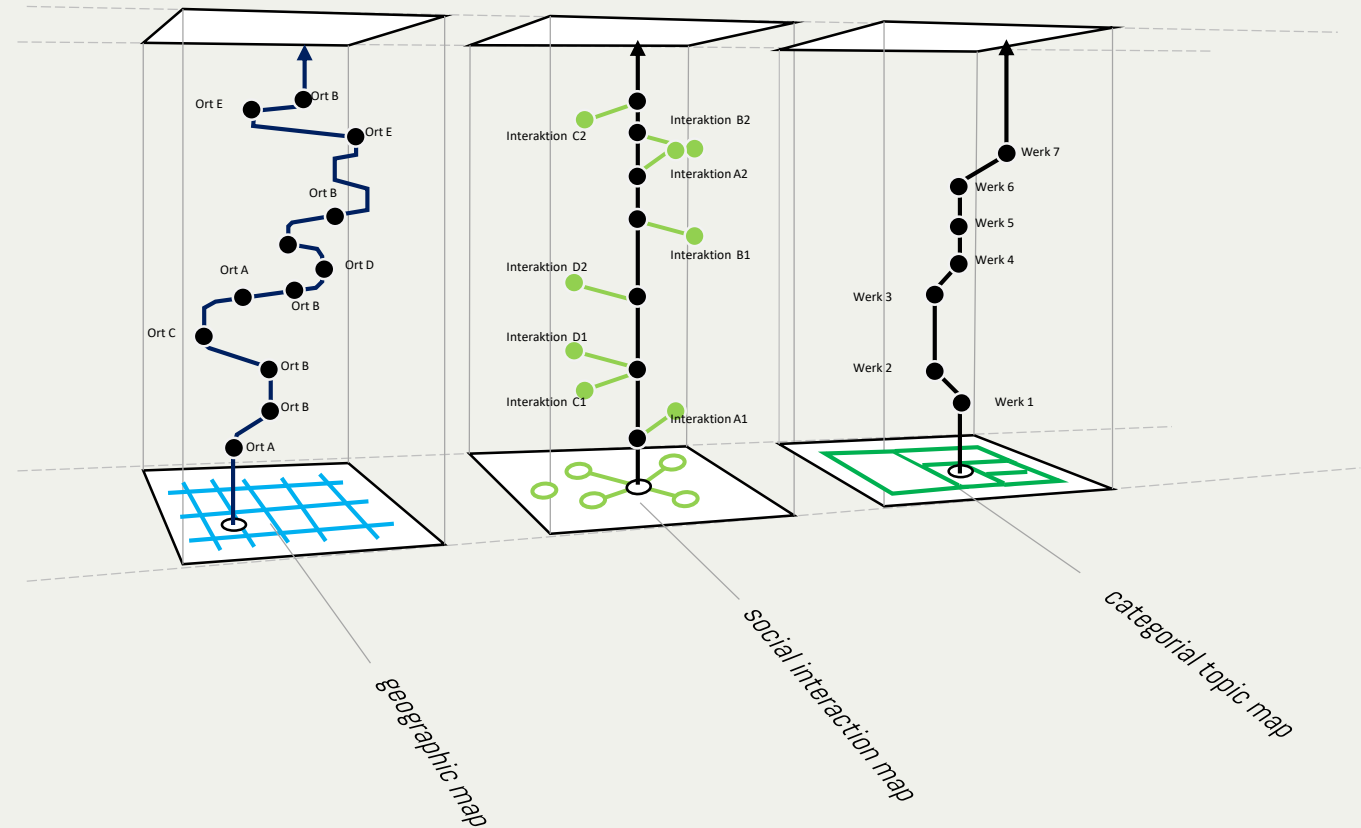 Ort B
Ort E
Ort E
Ort B
Ort D
Ort A
Ort B
Ort C
Ort B
Ort B
Ort A
Interaktion B2
Interaktion C2
Interaktion A2
Interaktion B1
Interaktion D2
Interaktion D1
Interaktion C1
Interaktion A1
Werk 7
Werk 6
Werk 5
Werk 4
Werk 3
Werk 2
Werk 1
geographic map
social interaction map
categorial topic map